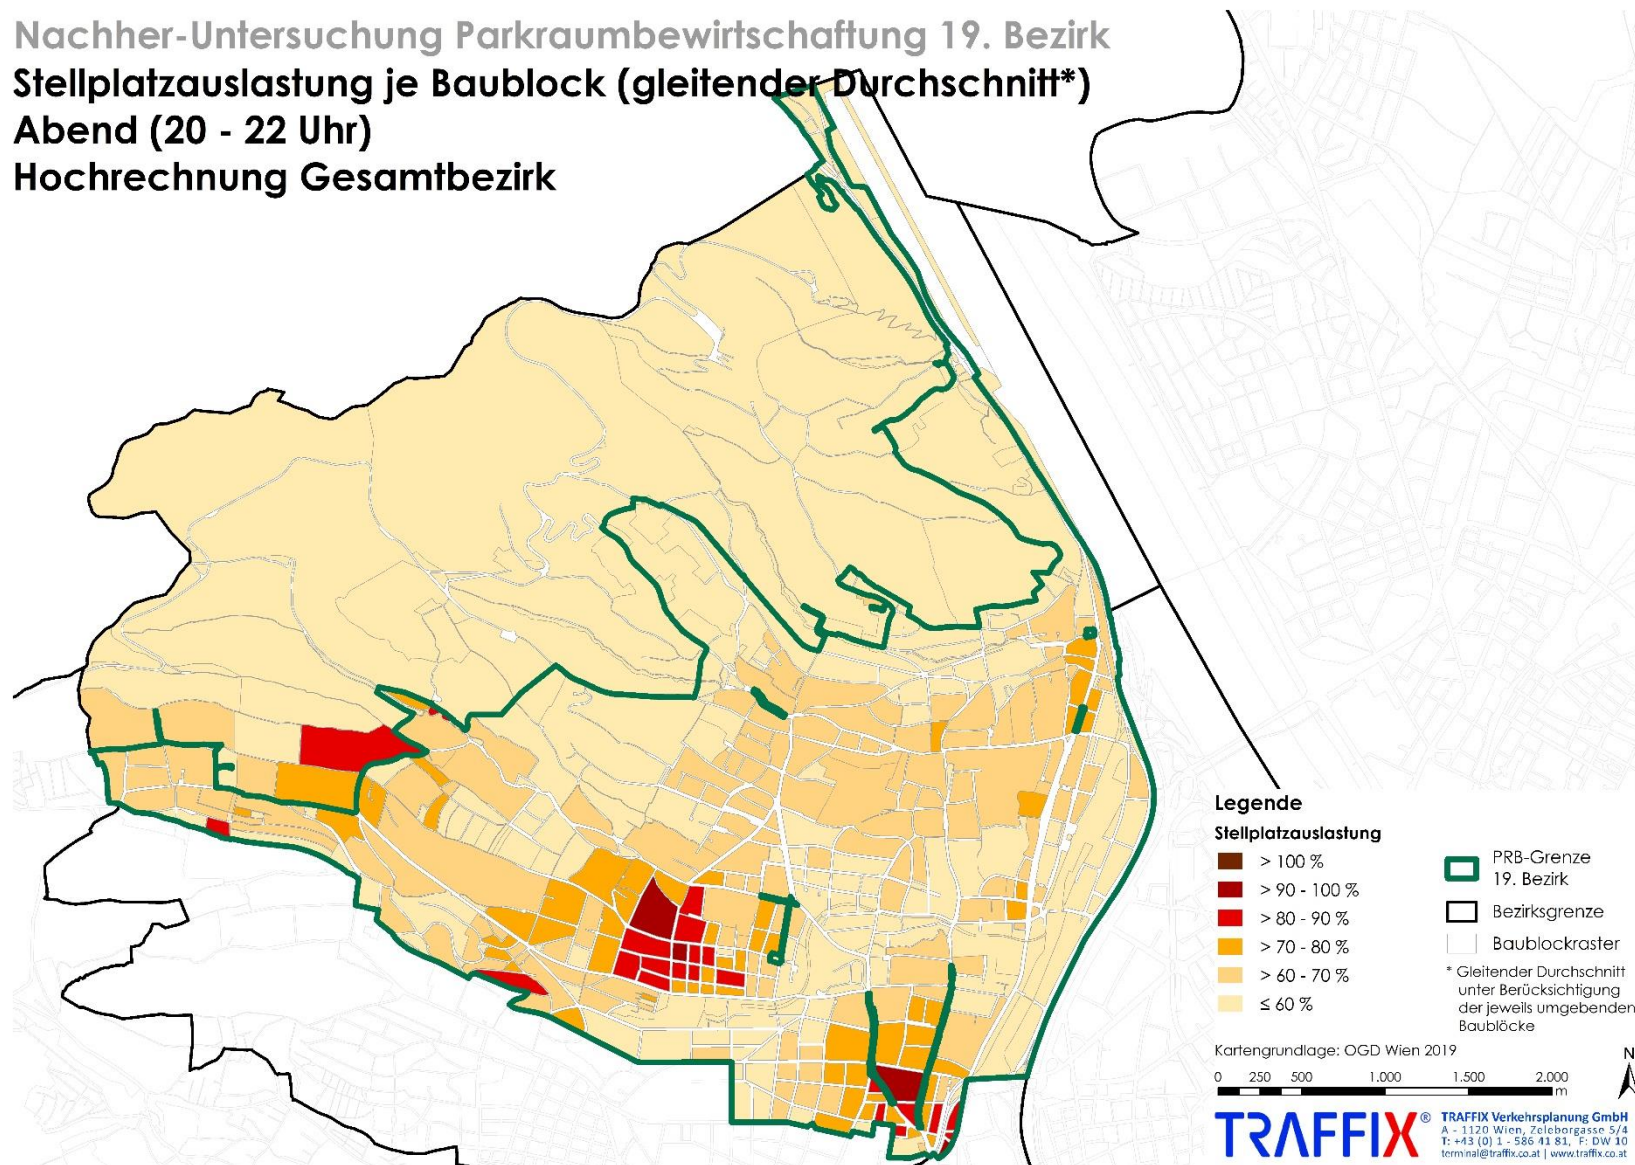 Nachher-Untersuchung Parkraumbewirtschaftung 19. Bezirk
Stellplatzauslastung je Baublock (gleitender Durchschnitt*)
Abend (20 - 22 Uhr)
Hochrechnung Gesamtbezirk
Legende
Stellplatzauslastung
> 100 %
> 90 - 100 %
> 80 - 90 %
> 70 - 80 %
> 60 - 70 %
≤ 60 %
PRB-Grenze
19. Bezirk
Bezirksgrenze
Baublockraster
* Gleitender Durchschnitt
unter Berücksichtigung
der jeweils umgebenden
Baublöcke
Kartengrundlage: OGD Wien 2019
0 250 500 1.000 1.500 2.000
m
N
TRAFFIX®
TRAFFIX Verkehrsplanung GmbH
A - 1120 Wien, Zeleborgasse 5/4
T: +43 (0) 1 - 586 41 81, F: DW 10
terminal@traffix.co.at | www.traffix.co.at